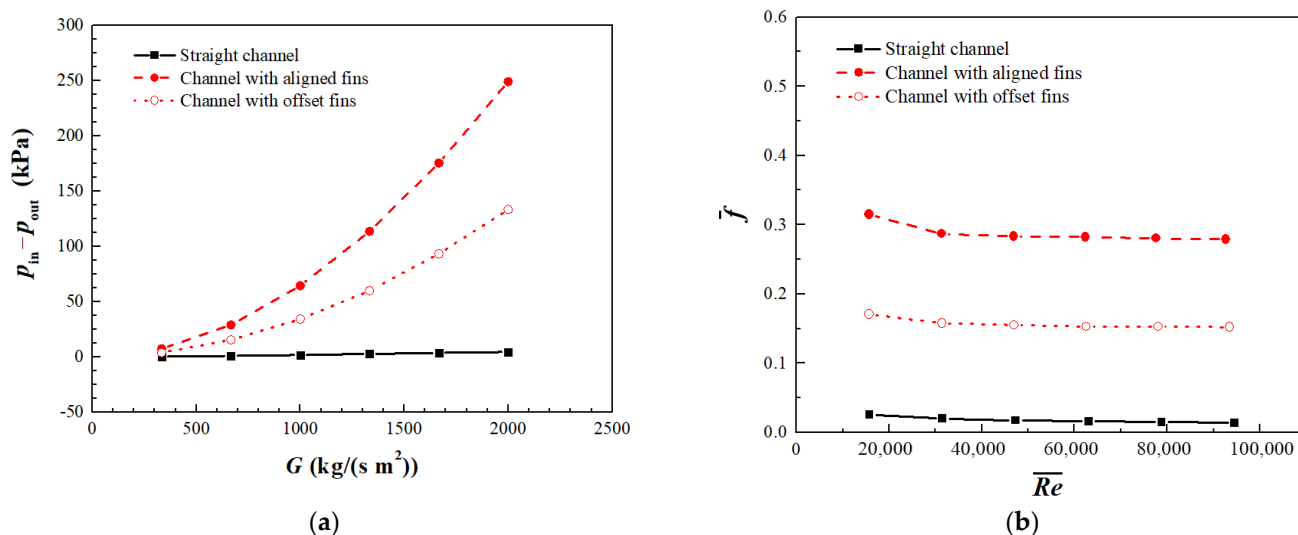 300
250
200
150
100
50
0
-50
p_in − p_out (kPa)
Straight channel
Channel with aligned fins
Channel with offset fins
0 500 1000 1500 2000 2500
G (kg/(s m²))
(a)
0.6
0.5
0.4
0.3
0.2
0.1
0.0
f̄
Straight channel
Channel with aligned fins
Channel with offset fins
0 20,000 40,000 60,000 80,000 100,000
R̅e̅
(b)